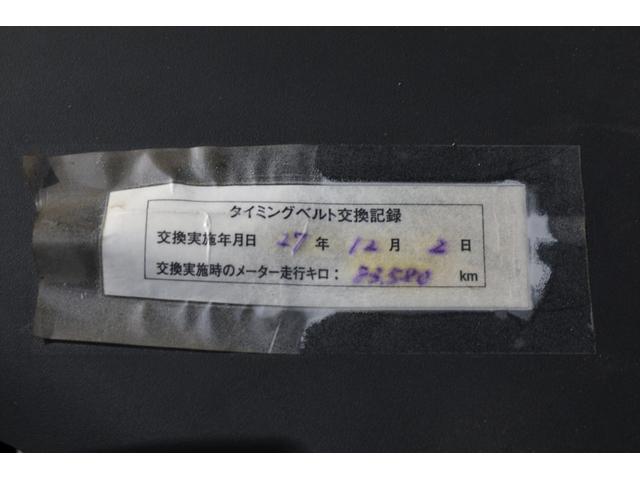 タイミングベルト交換記録
交換実施年月日 27 年 12 月 2 日
交換実施時のメーター走行キロ: km